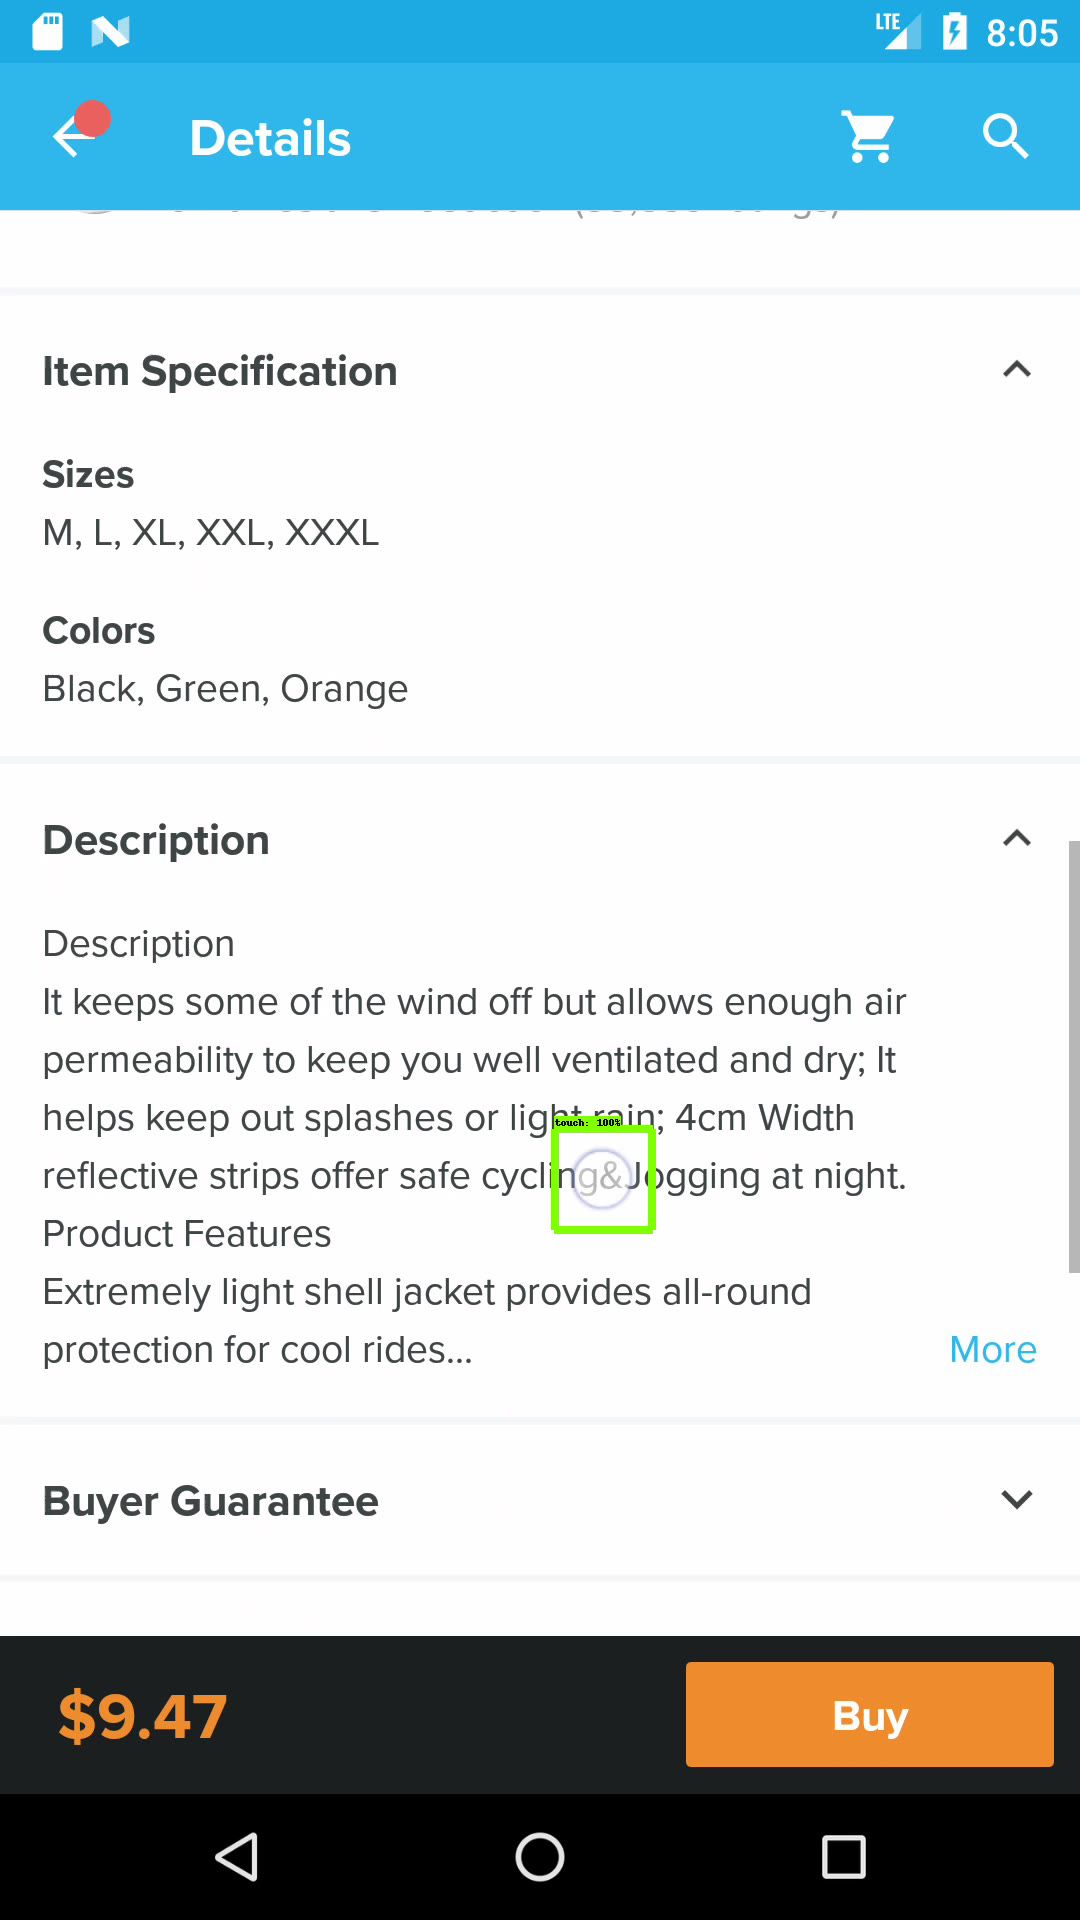 LTE 8:05
Details
Item Specification
Sizes
M, L, XL, XXL, XXXL
Colors
Black, Green, Orange
Description
Description
It keeps some of the wind off but allows enough air
permeability to keep you well ventilated and dry; It
helps keep out splashes or light rain; 4cm Width
touch: 100%
reflective strips offer safe cycling&Jogging at night.
Product Features
Extremely light shell jacket provides all-round
protection for cool rides...
More
Buyer Guarantee
$9.47
Buy